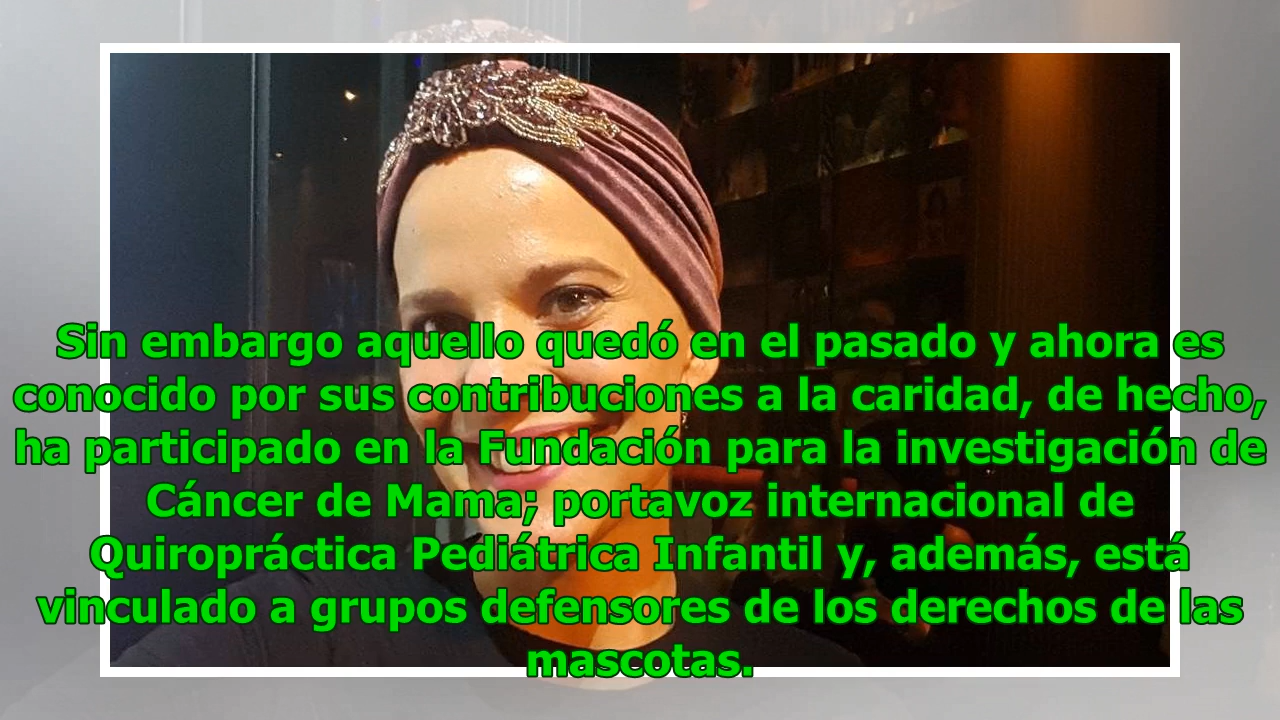 Sin embargo aquello quedó en el pasado y ahora es
conocido por sus contribuciones a la caridad, de hecho,
ha participado en la Fundación para la investigación de
Cáncer de Mama; portavoz internacional de
Quiropráctica Pediátrica Infantil y, además, está
vinculado a grupos defensores de los derechos de las
mascotas.